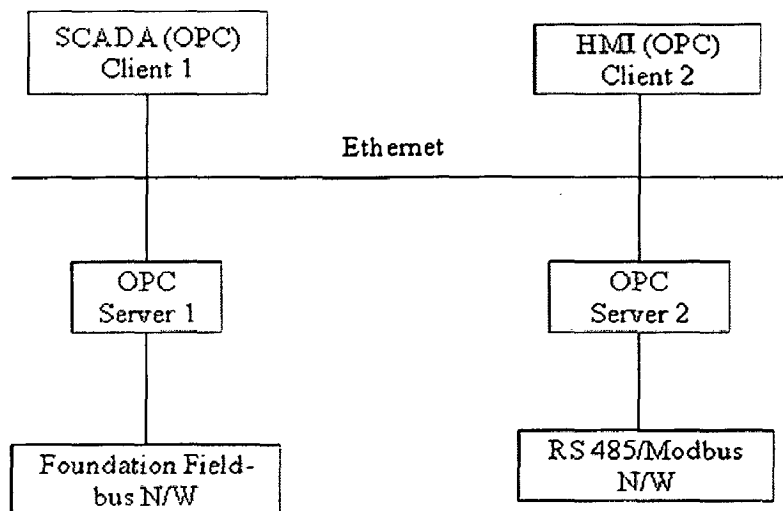 SCADA (OPC)
Client 1
HMI (OPC)
Client 2
Ethernet
OPC
Server 1
OPC
Server 2
Foundation Field-
bus N/W
RS 485/Modbus
N/W